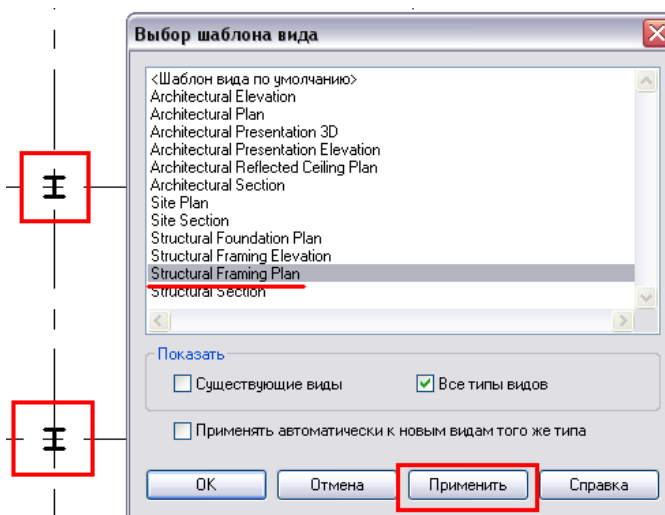 Выбор шаблона вида
<Шаблон вида по умолчанию>
Architectural Elevation
Architectural Plan
Architectural Presentation 3D
Architectural Presentation Elevation
Architectural Reflected Ceiling Plan
Architectural Section
Site Plan
Site Section
Structural Foundation Plan
Structural Framing Elevation
Structural Framing Plan
Structural Section
Показать
Существующие виды
Все типы видов
Применять автоматически к новым видам того же типа
ОК
Отмена
Применить
Справка